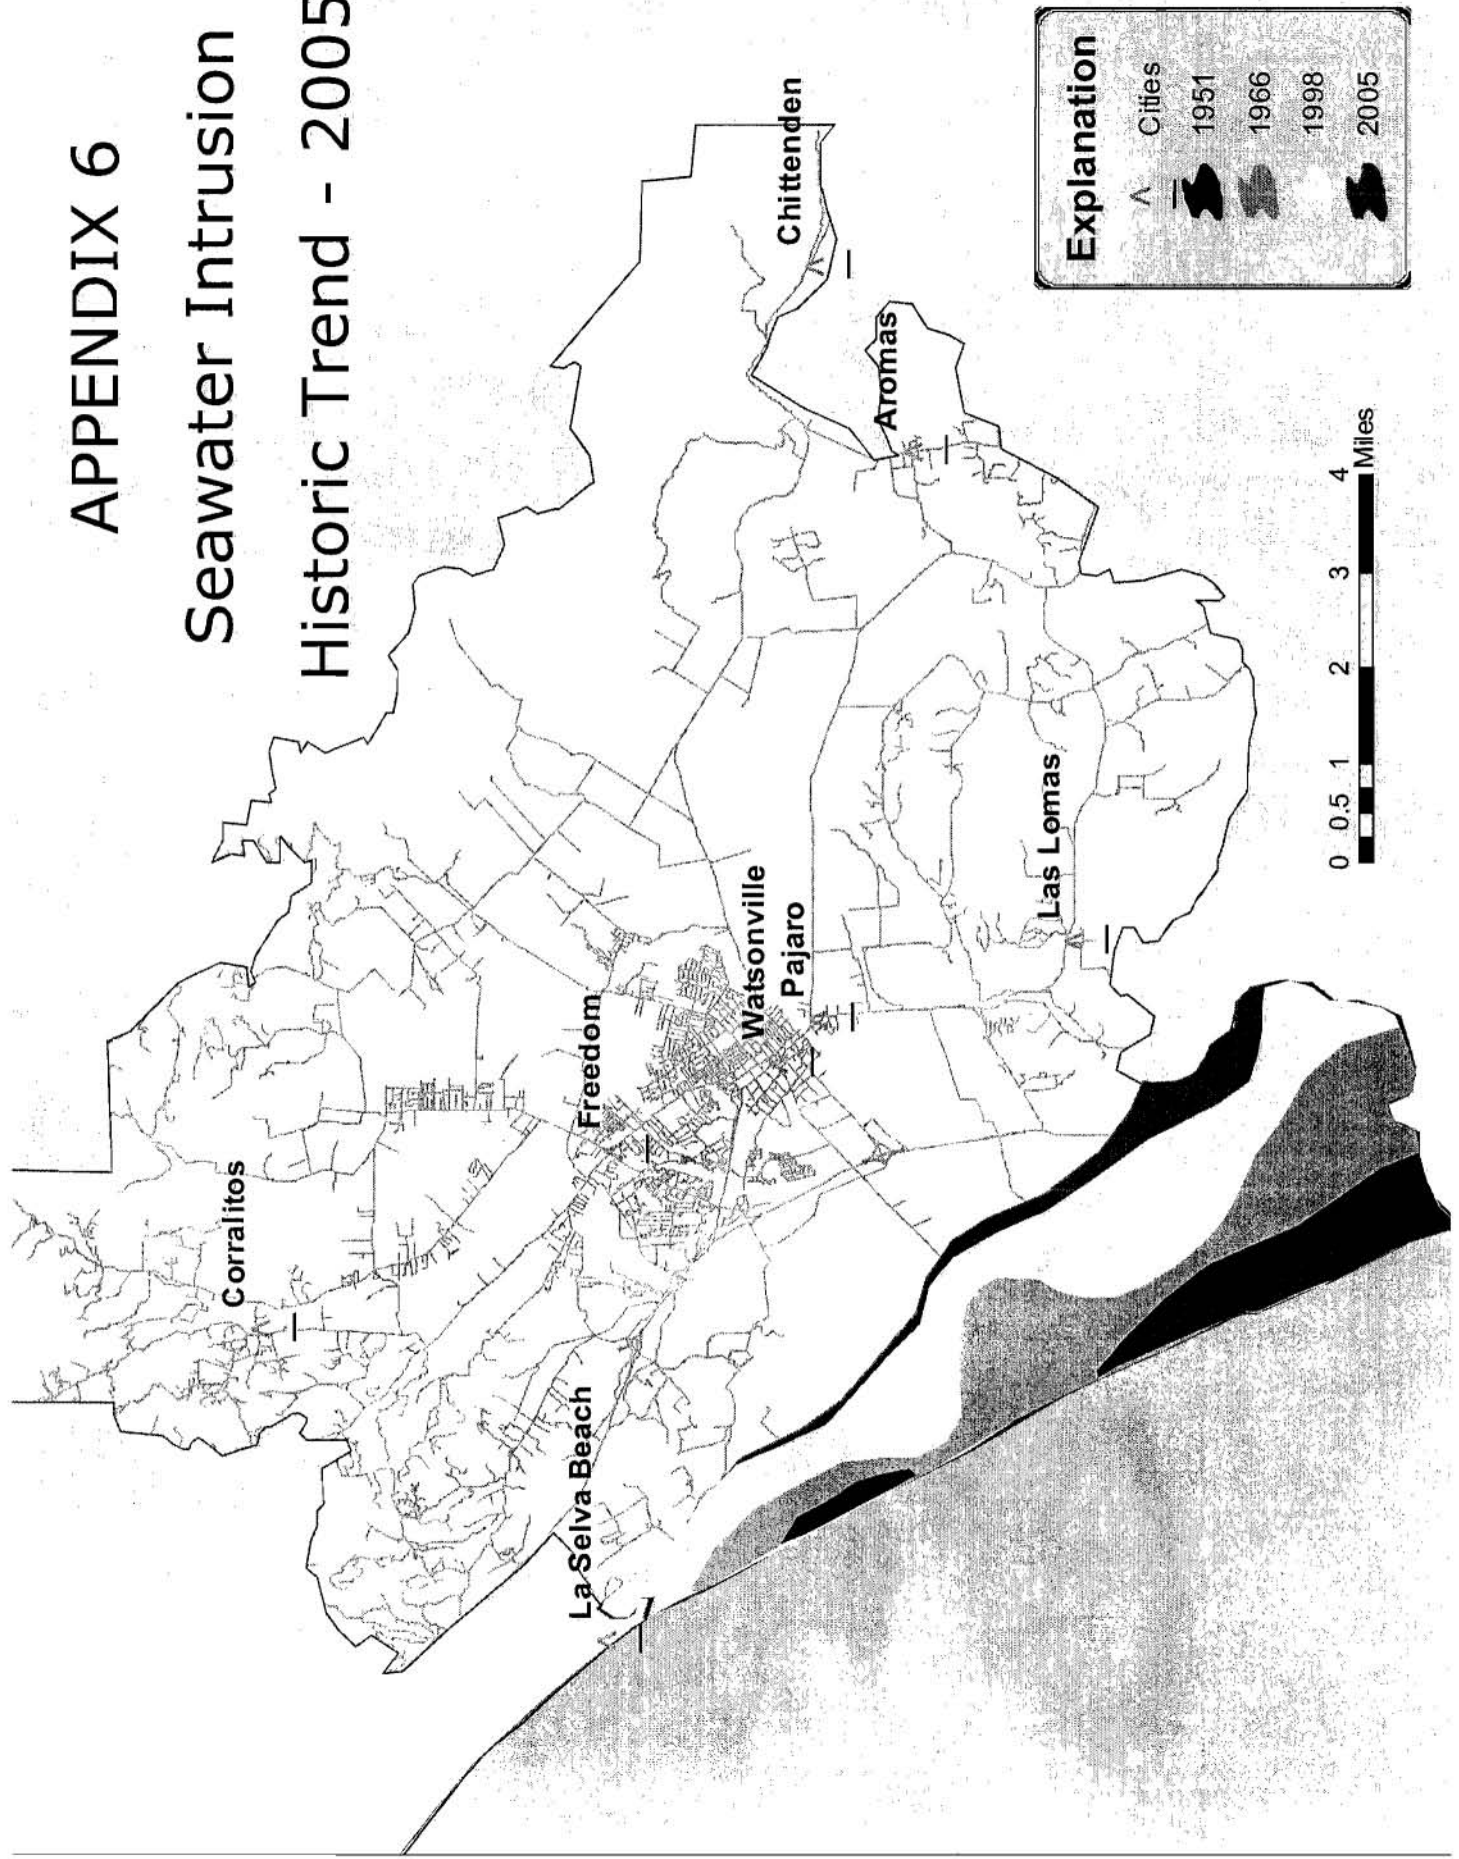 APPENDIX 6
Seawater Intrusion
Historic Trend - 2005
Corralitos
Freedom
La Selva Beach
Watsonville
Pajaro
Chittenden
Aromas
Las Lomas
Explanation
Cities
1951
1966
1998
2005
0 0.5 1 2 3 4
Miles